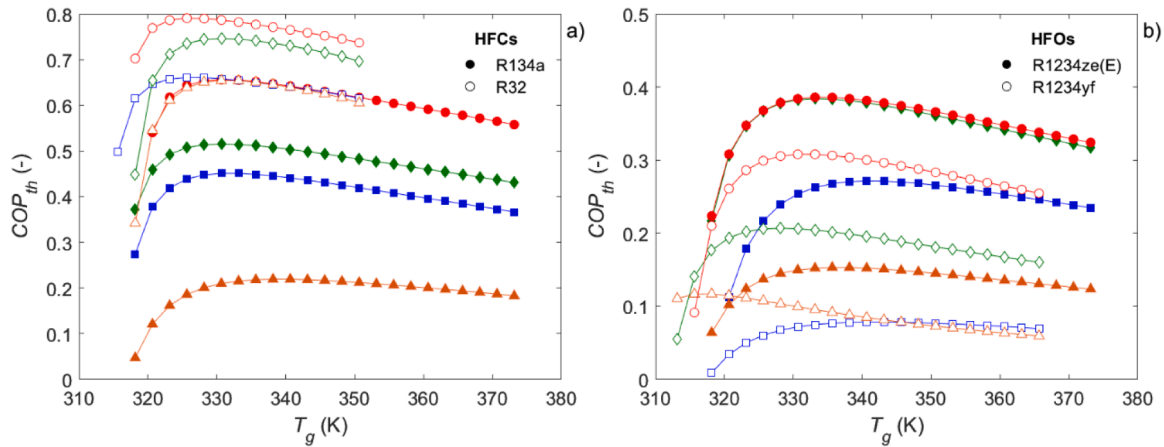 a)
HFCs
R134a
R32
COP_th (-)
0.8
0.7
0.6
0.5
0.4
0.3
0.2
0.1
0
310 320 330 340 350 360 370 380
T_g (K)
b)
HFOs
R1234ze(E)
R1234yf
COP_th (-)
0.5
0.4
0.3
0.2
0.1
0
310 320 330 340 350 360 370 380
T_g (K)